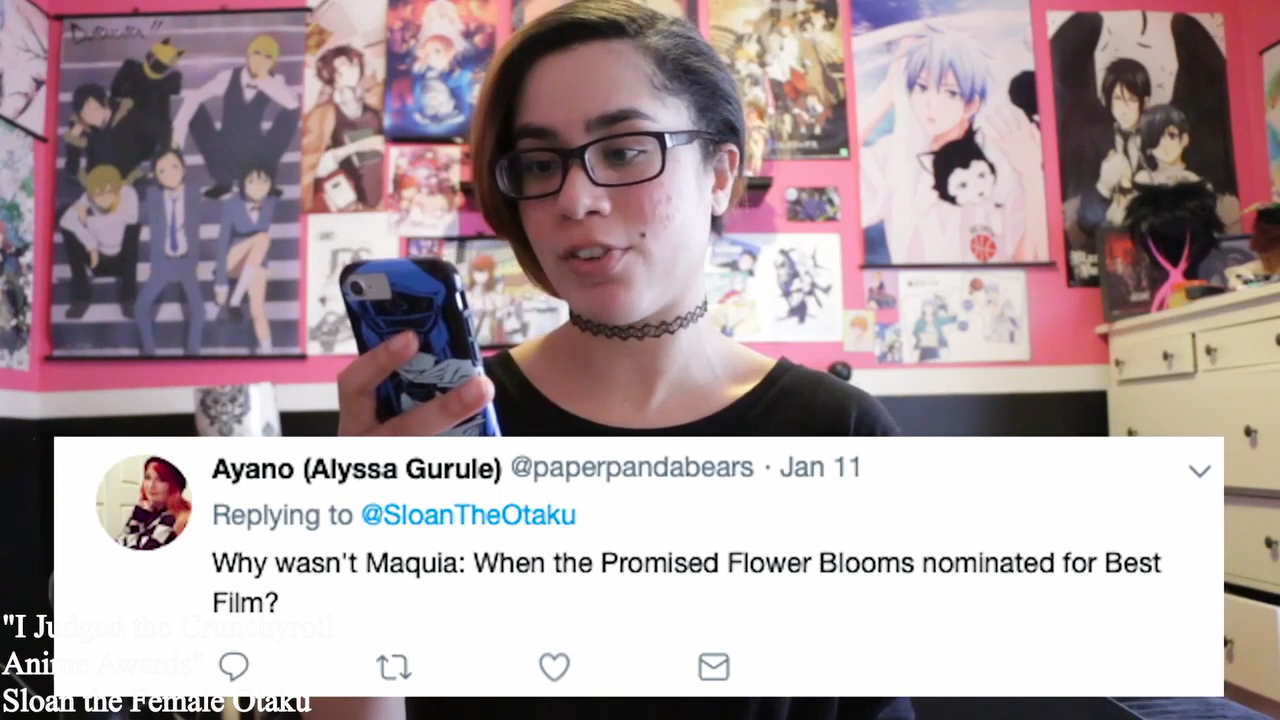 DURARARA!!
Ayano (Alyssa Gurule) @paperpandabears · Jan 11
Replying to @SloanTheOtaku
Why wasn't Maquia: When the Promised Flower Blooms nominated for Best
Film?
"I Judged the Crunchyroll
Anime Awards"
Sloan the Female Otaku